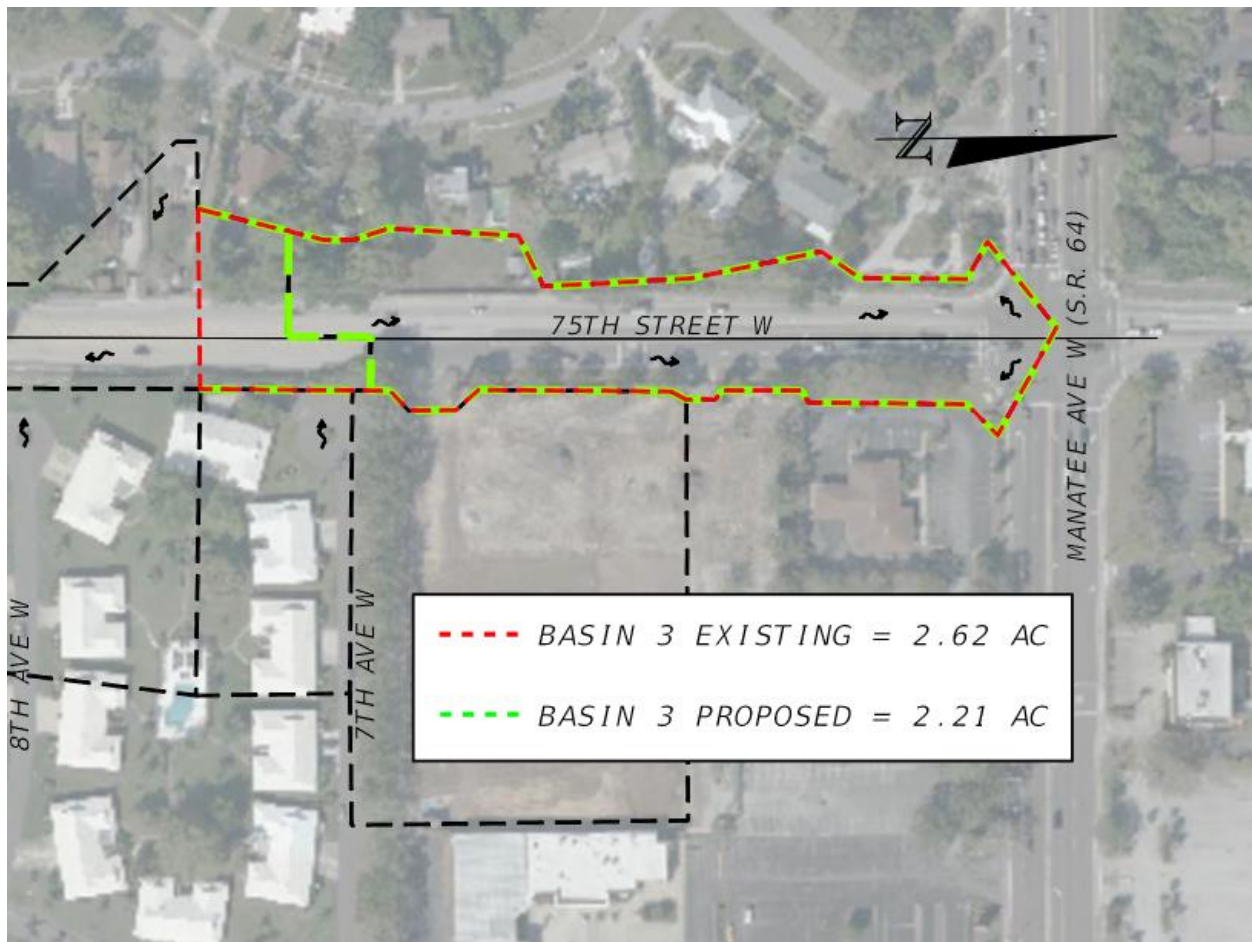 N
75TH STREET W
MANATEE AVE W (S.R. 64)
8TH AVE W
7TH AVE W
BASIN 3 EXISTING = 2.62 AC
BASIN 3 PROPOSED = 2.21 AC